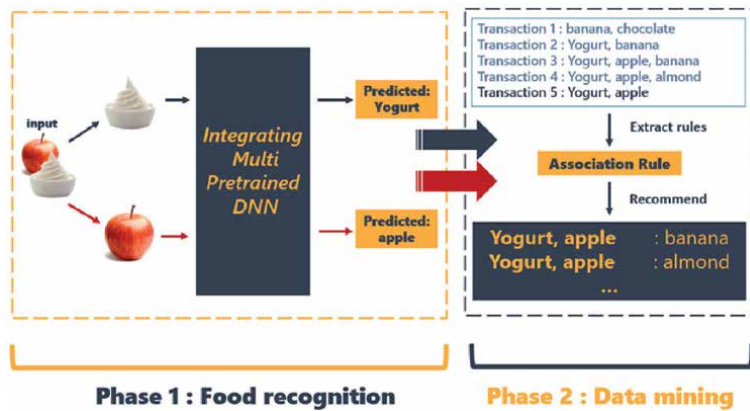 input
Integrating
Multi
Pretrained
DNN
Predicted:
Yogurt
Predicted:
apple
Transaction 1 : banana, chocolate
Transaction 2 : Yogurt, banana
Transaction 3 : Yogurt, apple, banana
Transaction 4 : Yogurt, apple, almond
Transaction 5 : Yogurt, apple
Extract rules
Association Rule
Recommend
Yogurt, apple : banana
Yogurt, apple : almond
...
Phase 1 : Food recognition
Phase 2 : Data mining